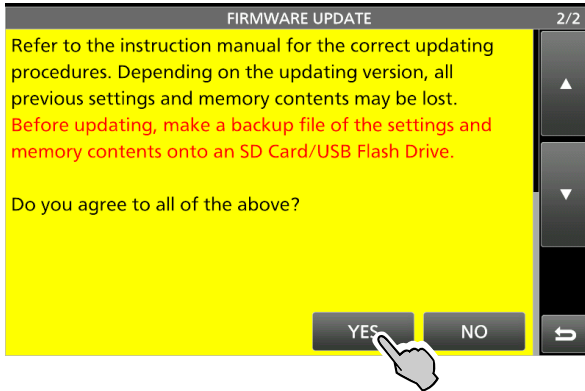 FIRMWARE UPDATE 2/2
Refer to the instruction manual for the correct updating
procedures. Depending on the updating version, all
previous settings and memory contents may be lost.
Before updating, make a backup file of the settings and
memory contents onto an SD Card/USB Flash Drive.
Do you agree to all of the above?
YES NO